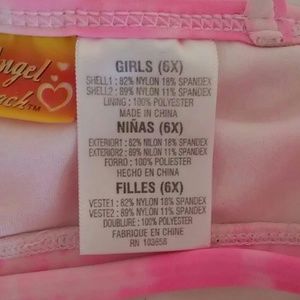 Angel
TM
GIRLS (6X)
SHELL1 : 82% NYLON 18% SPANDEX
SHELL2 : 89% NYLON 11% SPANDEX
LINING : 100% POLYESTER
MADE IN CHINA
NIÑAS (6X)
EXTERIOR1 : 82% NILON 18% SPANDEX
EXTERIOR2 : 89% NILON 11% SPANDEX
FORRO : 100% POLIESTER
HECHO EN CHINA
FILLES (6X)
VESTE1 : 82% NYLON 18% SPANDEX
VESTE2 : 89% NYLON 11% SPANDEX
DOUBLURE : 100% POLYESTER
FABRIQUE EN CHINE
RN 103658